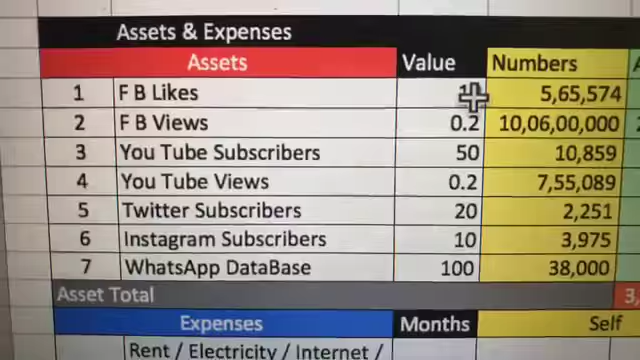 Assets & Expenses
Assets Value Numbers
1 F B Likes 5,65,574
2 F B Views 0.2 10,06,00,000
3 You Tube Subscribers 50 10,859
4 You Tube Views 0.2 7,55,089
5 Twitter Subscribers 20 2,251
6 Instagram Subscribers 10 3,975
7 WhatsApp DataBase 100 38,000
Asset Total 3,
Expenses Months Self
Rent / Electricity / Internet /